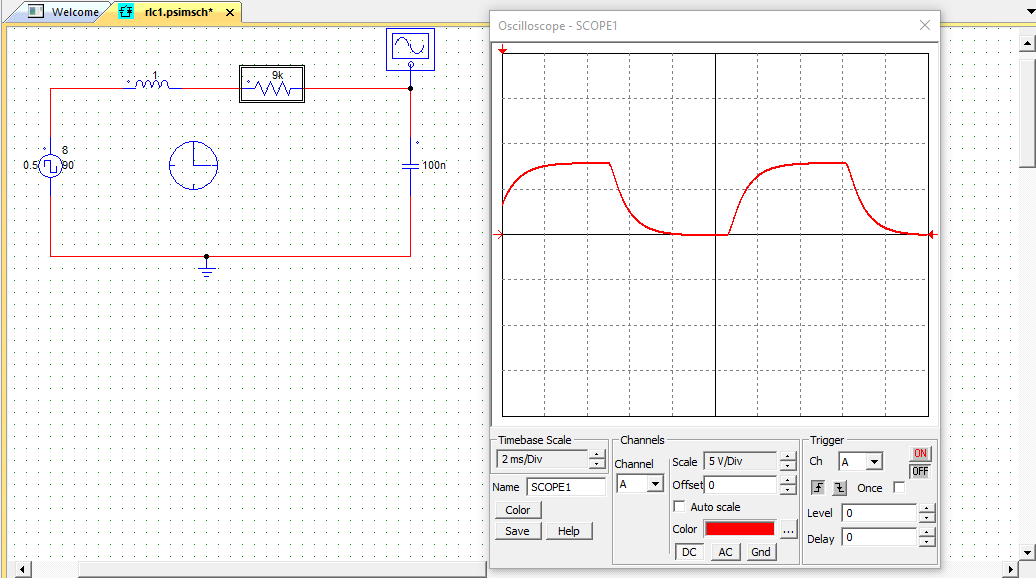 Welcome
rlc1.psimsch*
Oscilloscope - SCOPE1
1
9k
8
0.5
90
100n
Timebase Scale
2 ms/Div
Name SCOPE1
Color
Save Help
Channels
Channel
A
Scale 5 V/Div
Offset 0
Auto scale
Color
...
DC AC Gnd
Trigger
Ch A
ON
OFF
Once
Level 0
Delay 0